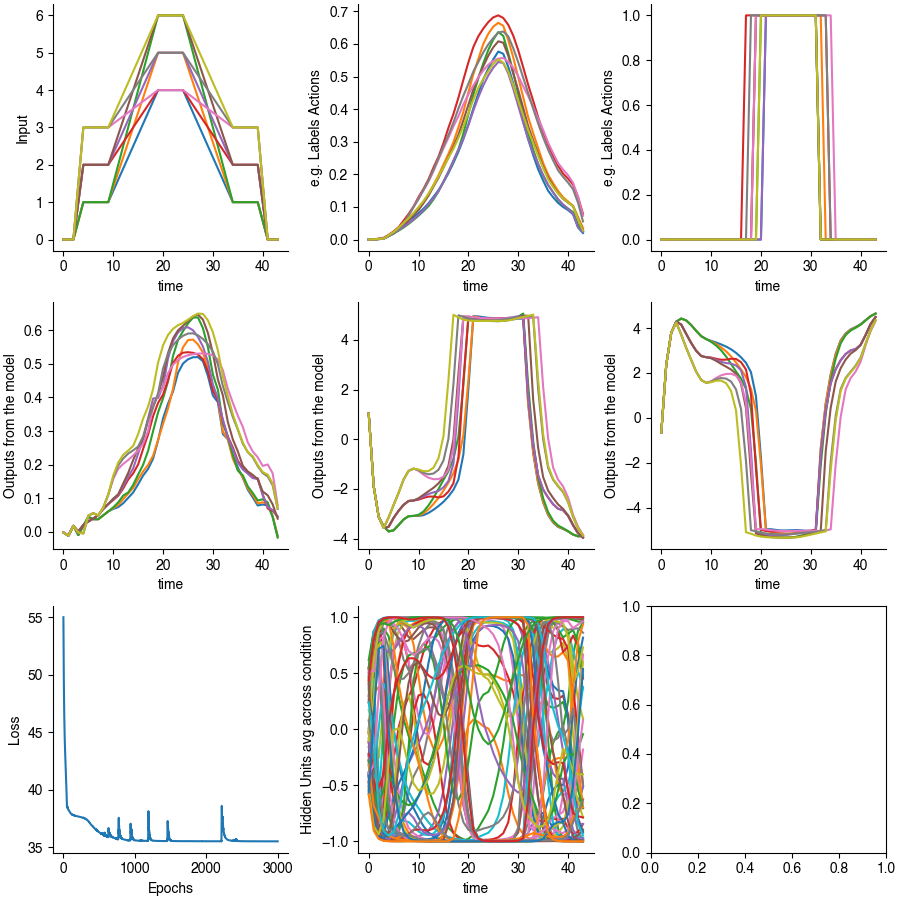 6
5
4
3
2
1
0
Input
0 10 20 30 40
time
0.7
0.6
0.5
0.4
0.3
0.2
0.1
0.0
e.g. Labels Actions
0 10 20 30 40
time
1.0
0.8
0.6
0.4
0.2
0.0
e.g. Labels Actions
0 20 40
time
0.6
0.5
0.4
0.3
0.2
0.1
0.0
Outputs from the model
0 10 20 30 40
time
4
2
0
−2
−4
Outputs from the model
0 10 20 30 40
time
4
2
0
−2
−4
Outputs from the model
0 20 40
time
55
50
45
40
35
Loss
0 1000 2000 3000
Epochs
1.0
0.5
0.0
−0.5
−1.0
Hidden Units avg across condition
0 10 20 30 40
time
1.0
0.8
0.6
0.4
0.2
0.0
0.0 0.2 0.4 0.6 0.8 1.0